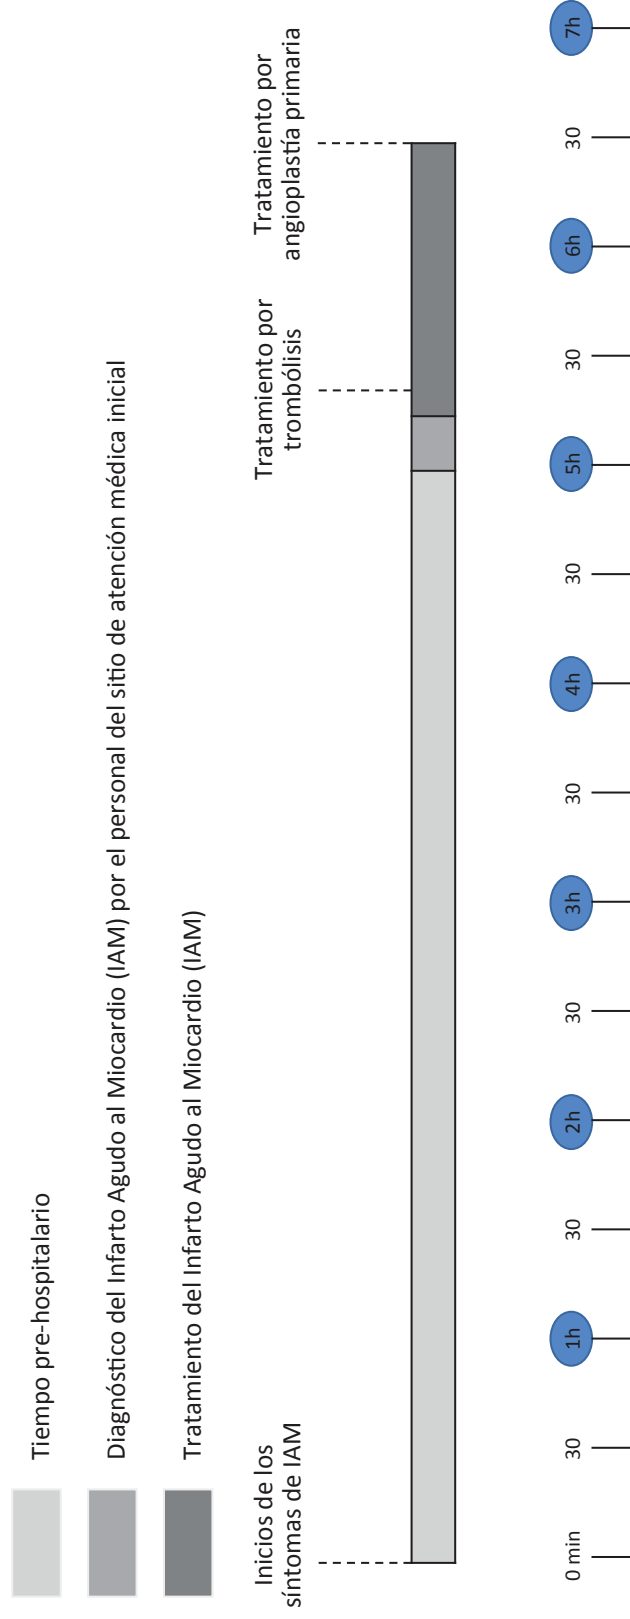 Tiempo pre-hospitalario
Diagnóstico del Infarto Agudo al Miocardio (IAM) por el personal del sitio de atención médica inicial
Tratamiento del Infarto Agudo al Miocardio (IAM)
Inicios de los
síntomas de IAM
Tratamiento por
trombólisis
Tratamiento por
angioplastía primaria
0 min
30
1h
30
2h
30
3h
30
4h
30
5h
30
6h
30
7h